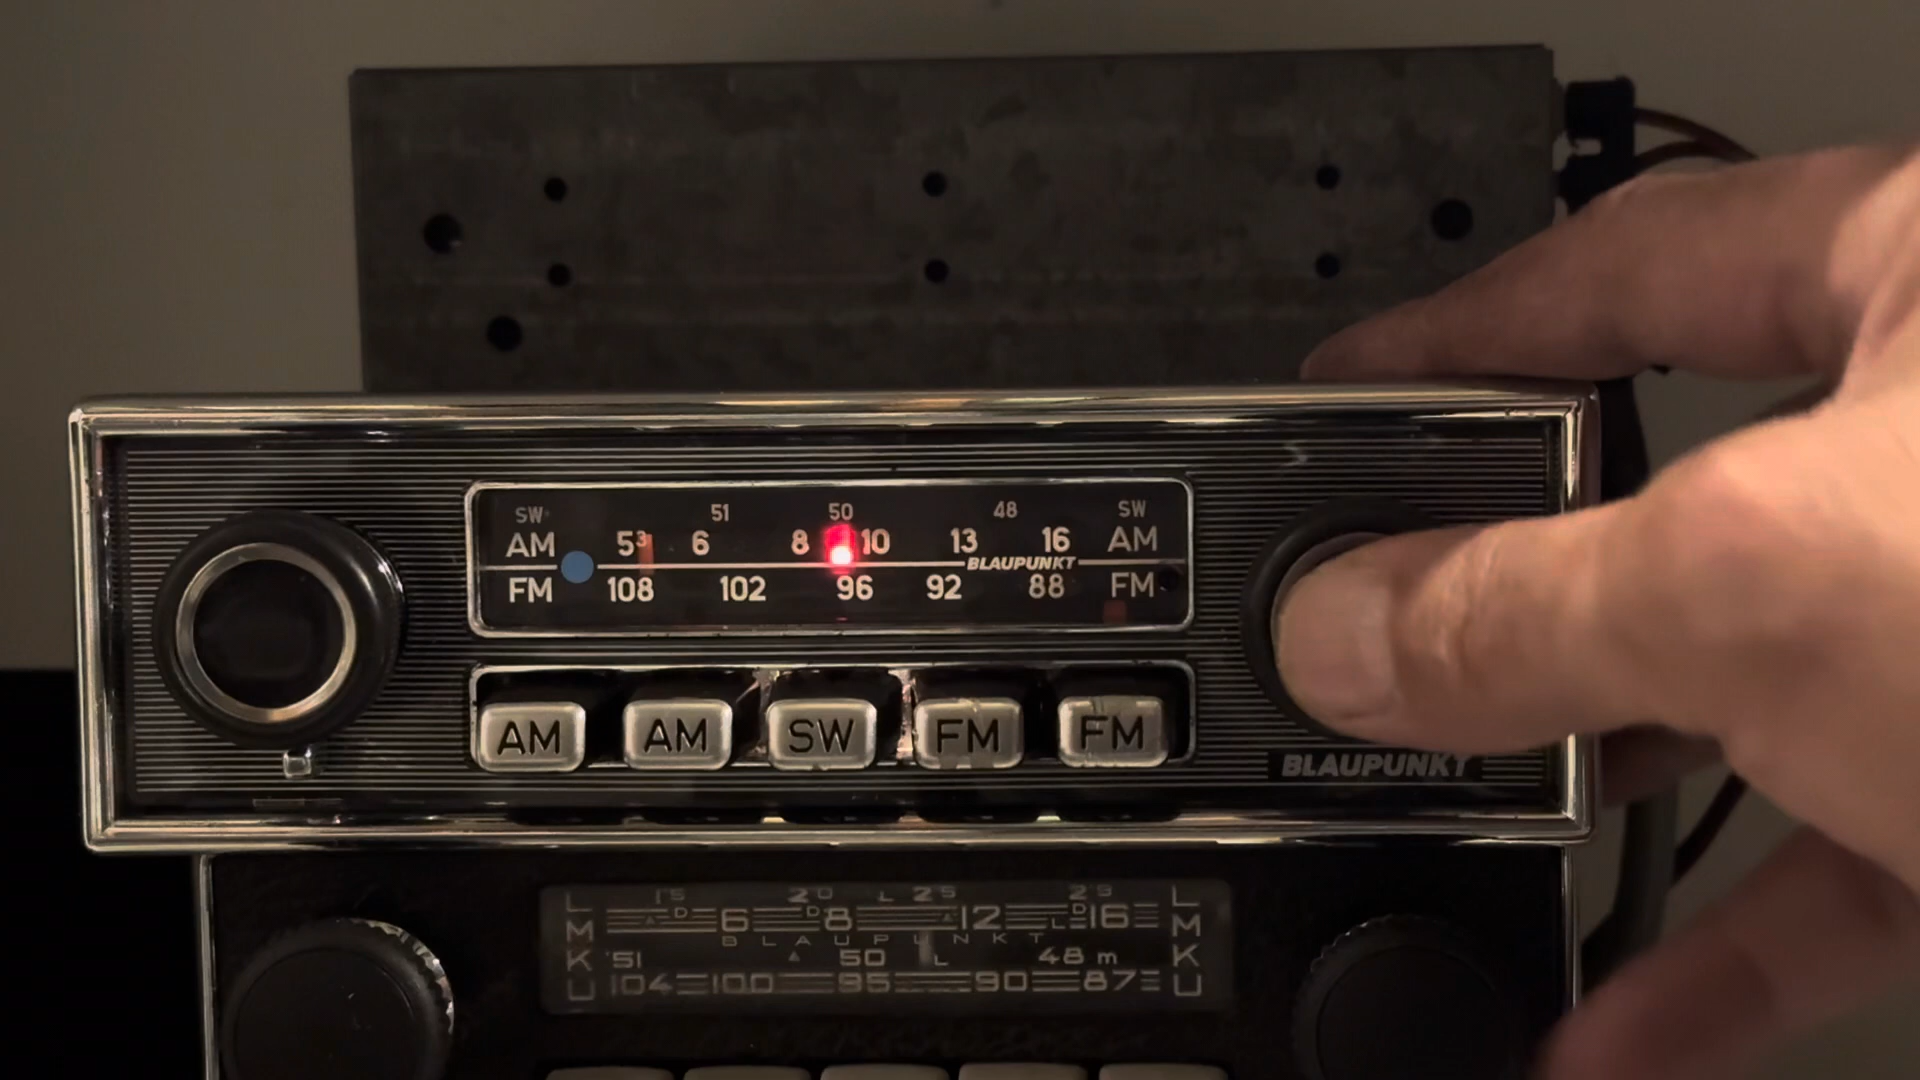 SW 51 50 48 SW
AM 53 6 8 10 13 16 AM
BLAUPUNKT
FM 108 102 96 92 88 FM
AM AM SW FM FM
BLAUPUNKT
L 15 20 L 25 29 L
M D 6 D 8 12 L D 16 M
BLAUPUNKT
K 51 50 L 48 m K
U 104 100 95 90 87 U